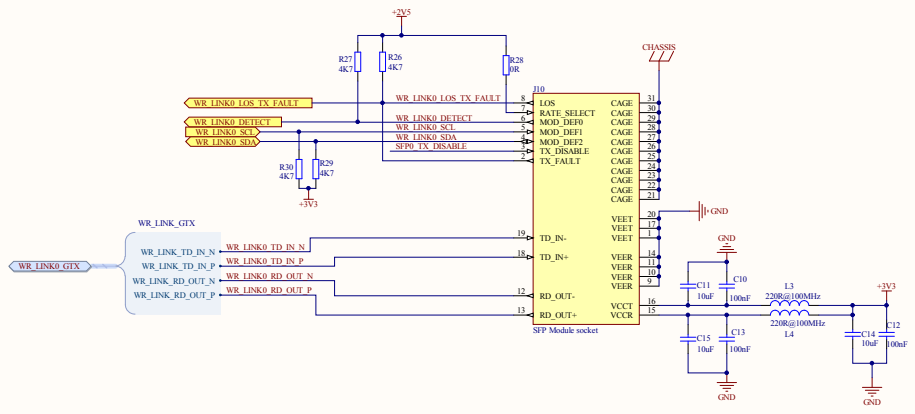 +2V5
CHASSIS
R27
4K7
R26
4K7
R28
0R
J10
WR_LINK0_LOS_TX_FAULT
WR_LINK0_LOS_TX_FAULT
8
LOS
CAGE
31
7
RATE_SELECT
CAGE
30
WR_LINK0_DETECT
WR_LINK0_DETECT
6
MOD_DEF0
CAGE
29
WR_LINK0_SCL
WR_LINK0_SCL
5
MOD_DEF1
CAGE
28
WR_LINK0_SDA
WR_LINK0_SDA
4
MOD_DEF2
CAGE
27
SFP0_TX_DISABLE
3
TX_DISABLE
CAGE
26
2
TX_FAULT
CAGE
25
CAGE
24
CAGE
23
CAGE
22
CAGE
21
R30
4K7
R29
4K7
+3V3
VEET
20
VEET
17
VEET
1
GND
WR_LINK_GTX
WR_LINK0_GTX
WR_LINK_TD_IN_N
WR_LINK0_TD_IN_N
19
TD_IN-
WR_LINK_TD_IN_P
WR_LINK0_TD_IN_P
18
TD_IN+
WR_LINK_RD_OUT_N
WR_LINK0_RD_OUT_N
12
RD_OUT-
WR_LINK_RD_OUT_P
WR_LINK0_RD_OUT_P
13
RD_OUT+
VEER
14
VEER
11
VEER
10
VEER
9
VCCT
16
VCCR
15
SFP Module socket
GND
C11
10uF
C10
100nF
L3
220R@100MHz
220R@100MHz
L4
+3V3
C15
10uF
C13
100nF
GND
C14
10uF
C12
100nF
GND